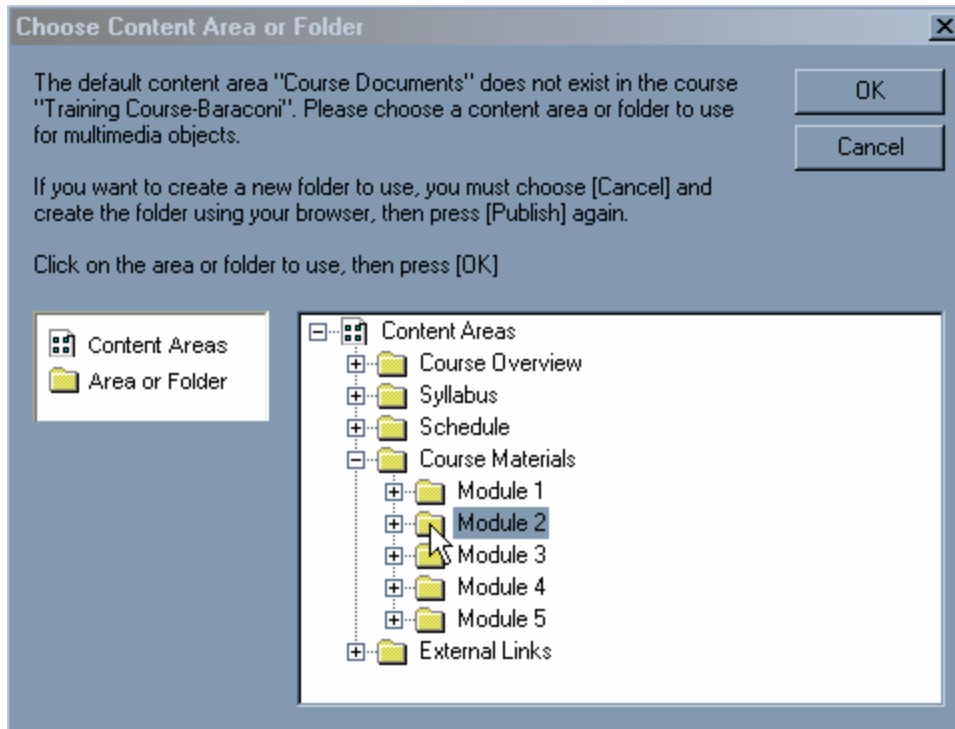 Choose Content Area or Folder
The default content area "Course Documents" does not exist in the course
"Training Course-Baraconi". Please choose a content area or folder to use
for multimedia objects.
OK
Cancel
If you want to create a new folder to use, you must choose [Cancel] and
create the folder using your browser, then press [Publish] again.
Click on the area or folder to use, then press [OK]
Content Areas
Area or Folder
Content Areas
Course Overview
Syllabus
Schedule
Course Materials
Module 1
Module 2
Module 3
Module 4
Module 5
External Links